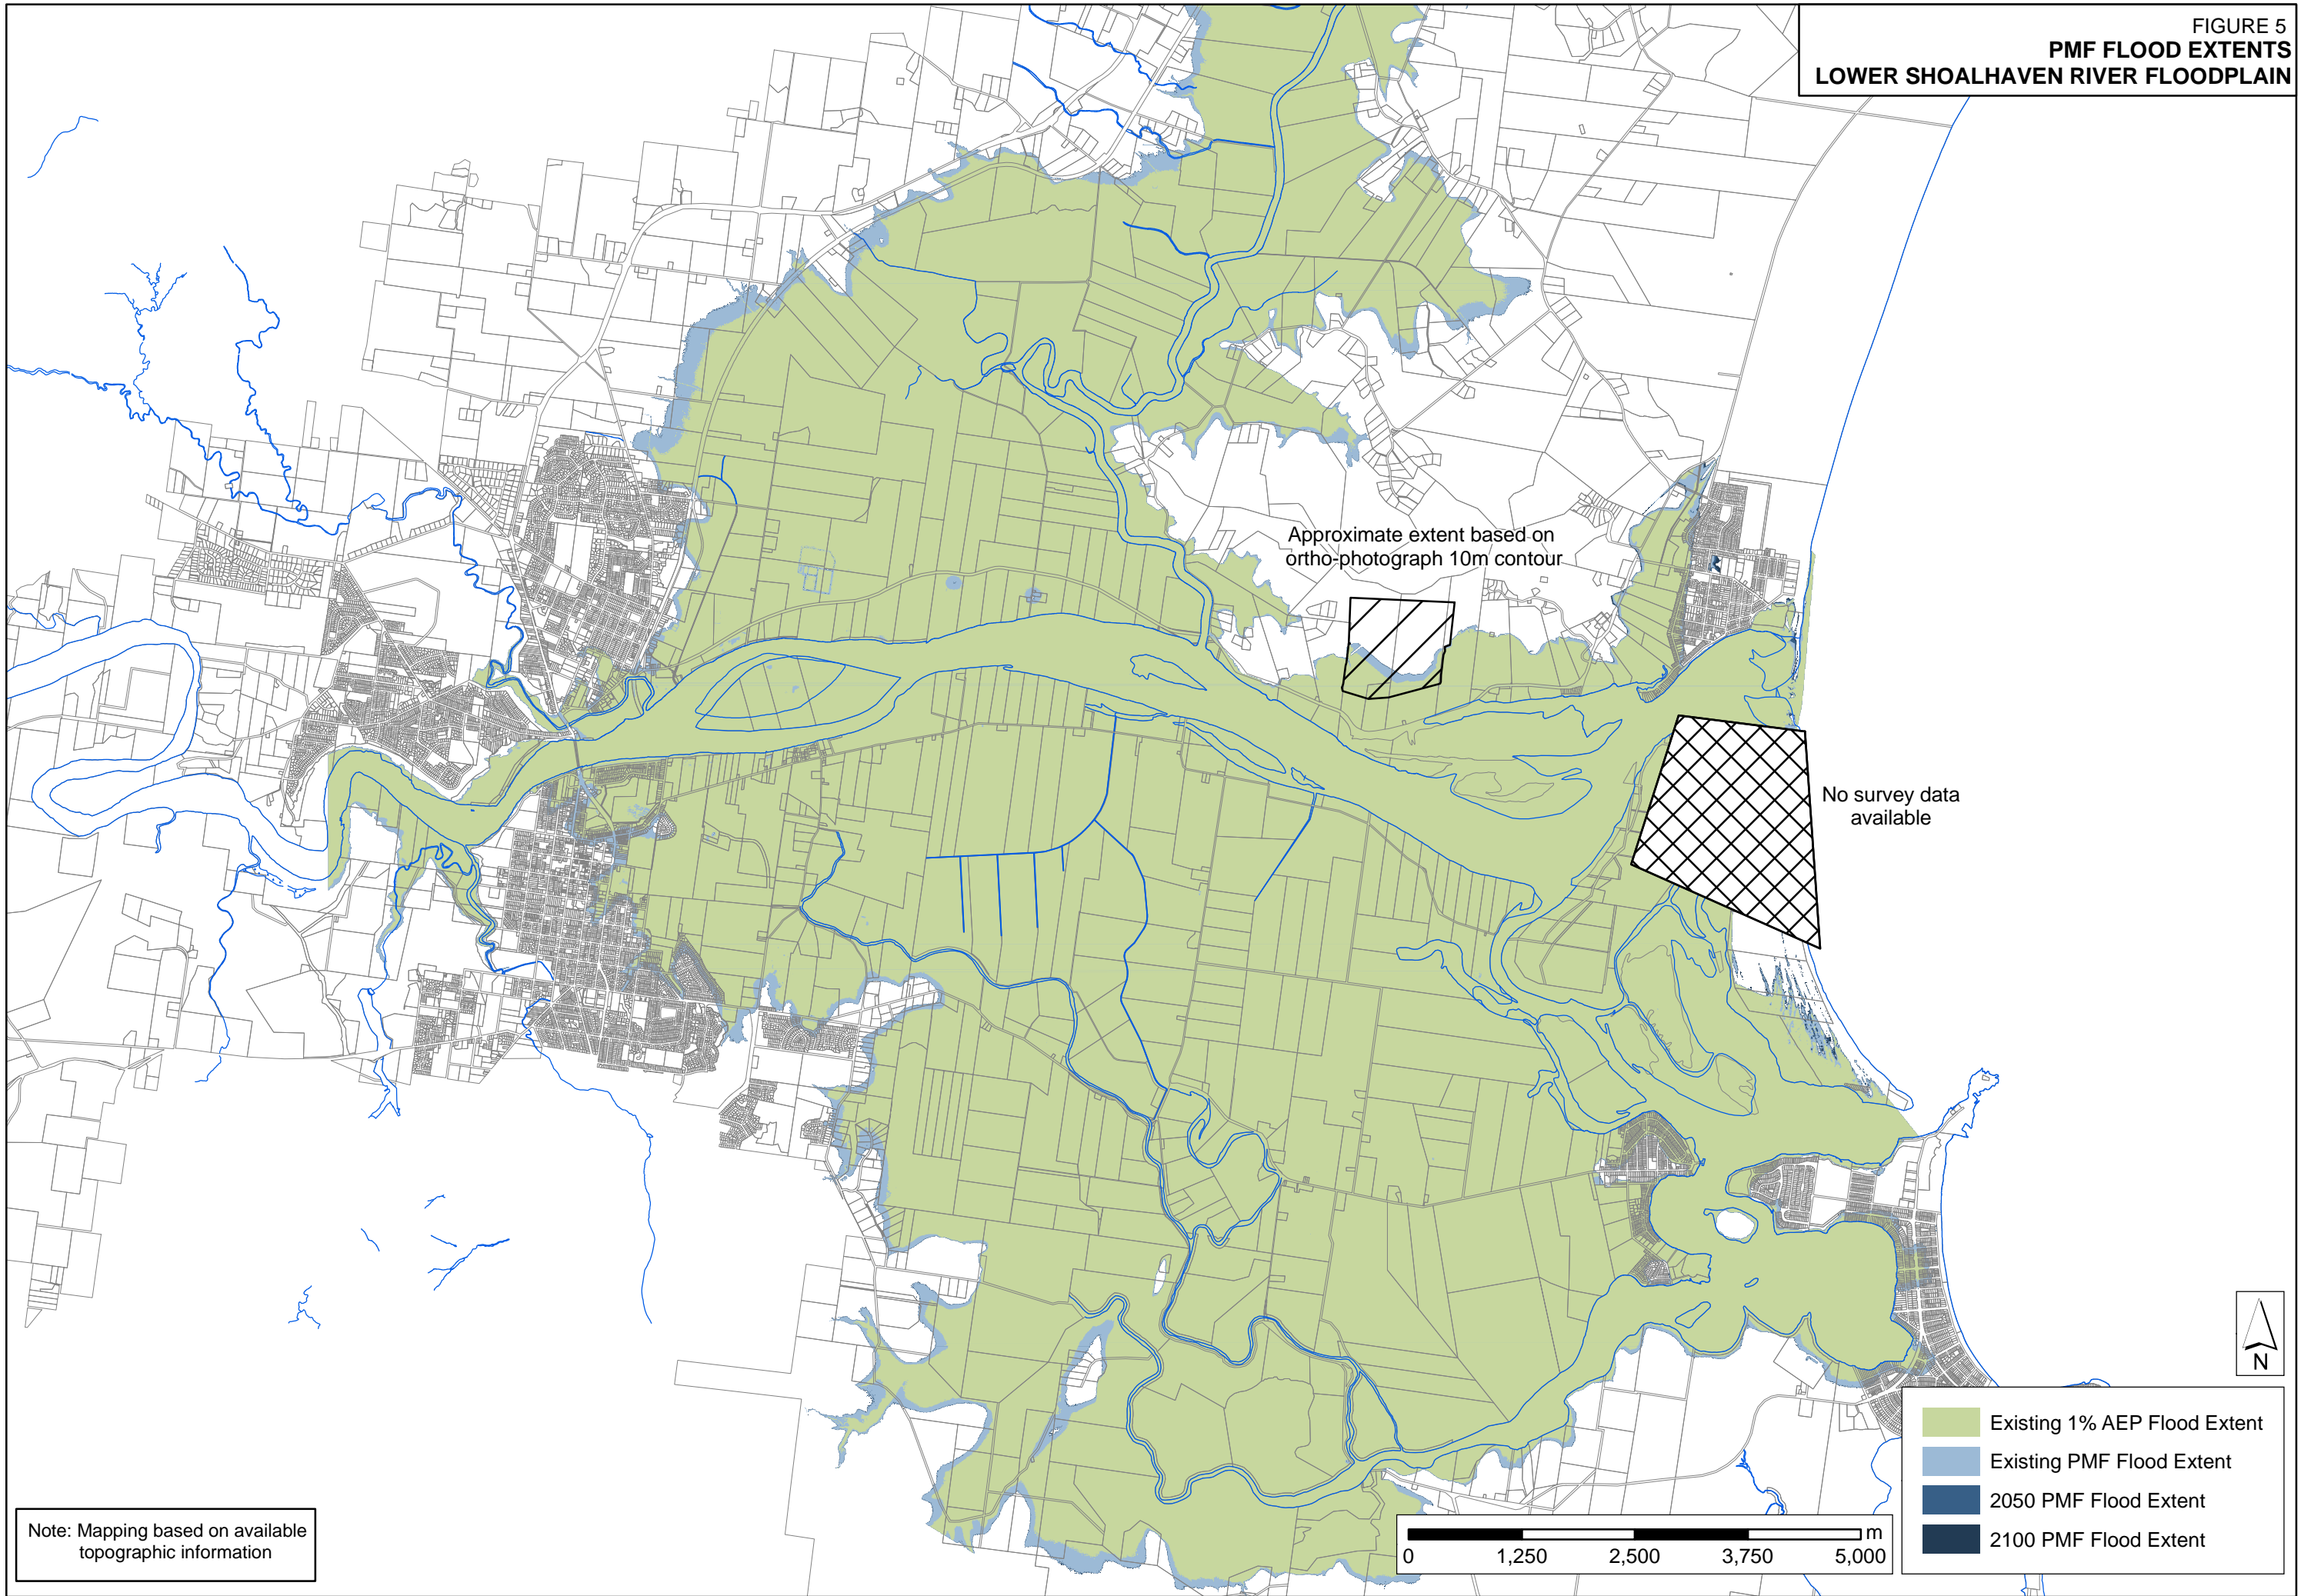 FIGURE 5
PMF FLOOD EXTENTS
LOWER SHOALHAVEN RIVER FLOODPLAIN
Approximate extent based on
ortho-photograph 10m contour
No survey data
available
N
Existing 1% AEP Flood Extent
Existing PMF Flood Extent
2050 PMF Flood Extent
2100 PMF Flood Extent
m
0 1,250 2,500 3,750 5,000
Note: Mapping based on available
topographic information